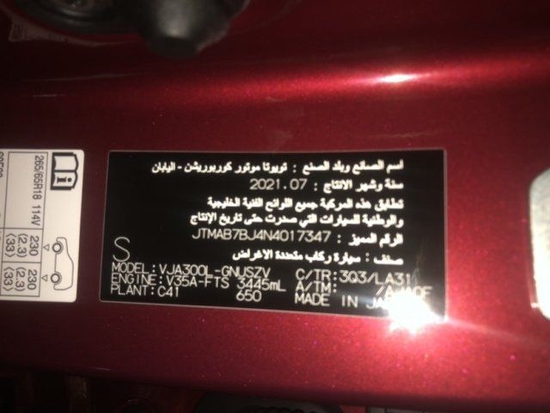 265/65R18 114V
230
(2.3)
(33)
230
(2.3)
(33)
اسم الصانع وبلد الصنع : تويوتا موتور كوربوريشن - اليابان
سنة وشهر الانتاج : 2021.07
تطابق هذه المركبة جميع اللوائح الفنية الخليجية
والوطنية للسيارات التي صدرت حتى تاريخ الإنتاج
الرقم المميز : JTMAB7BJ4N4017347
صنف : سيارة ركاب متعددة الاغراض
S
MODEL: VJA300L-GNUSZV C/TR: 3Q3/LA31
ENGINE: V35A-FTS 3445mL A/TM:
PLANT: C41 650 MADE IN